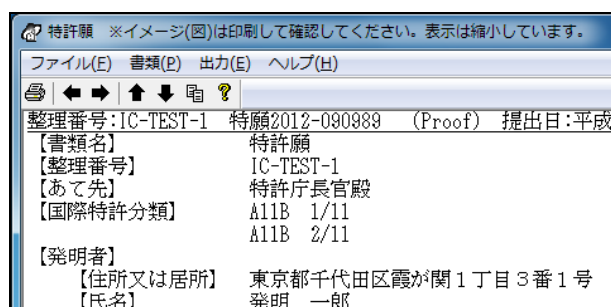 特許願 ※イメージ(図)は印刷して確認してください。表示は縮小しています。
ファイル(F) 書類(P) 出力(E) ヘルプ(H)
整理番号:IC-TEST-1 特願2012-090989 (Proof) 提出日:平成
【書類名】 特許願
【整理番号】 IC-TEST-1
【あて先】 特許庁長官殿
【国際特許分類】 A11B 1/11
A11B 2/11
【発明者】
【住所又は居所】 東京都千代田区霞が関1丁目3番1号
【氏名】 発明 一郎